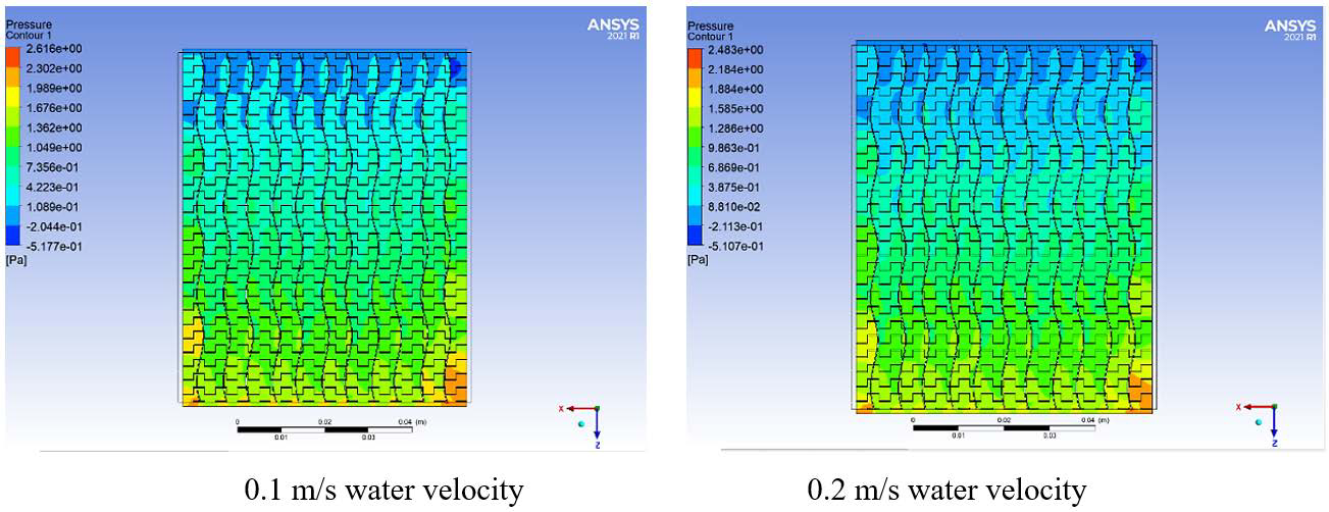 Pressure
Contour 1
2.616e+00
2.302e+00
1.989e+00
1.676e+00
1.362e+00
1.049e+00
7.356e-01
4.223e-01
1.089e-01
-2.044e-01
-5.177e-01
[Pa]
ANSYS
2021 R1
0 0.02 0.04 (m)
0.01 0.03
X
Z
0.1 m/s water velocity
Pressure
Contour 1
2.483e+00
2.184e+00
1.884e+00
1.585e+00
1.286e+00
9.863e-01
6.869e-01
3.875e-01
8.810e-02
-2.113e-01
-5.107e-01
[Pa]
ANSYS
2021 R1
0 0.02 0.04 (m)
0.01 0.03
X
Z
0.2 m/s water velocity